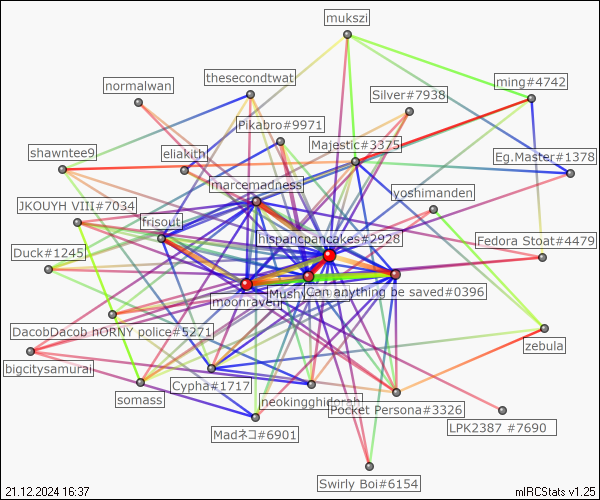 mukszi
thesecondtwat
ming#4742
normalwan
Silver#7938
Pikabro#9971
Majestic#3375
shawntee9
eliakith
Eg.Master#1378
marcemadness
yoshimanden
JKOUYH VIII#7034
frisout
hispancpancakes#2928
Duck#1245
Fedora Stoat#4479
Can anything be saved#0396
moonraven
DacobDacob hORNY police#5271
zebula
bigcitysamurai
Cypha#1717
somass
neokingghidorah
Pocket Persona#3326
LPK2387 #7690
Madネコ#6901
Swirly Boi#6154
21.12.2024 16:37
mIRCStats v1.25